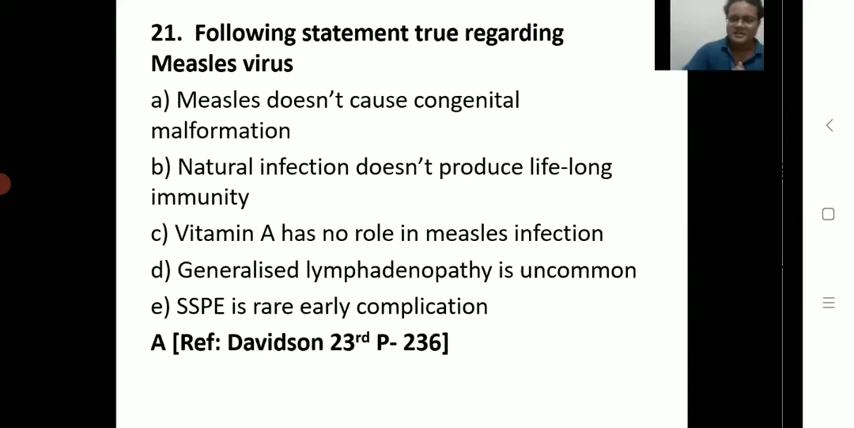 21. Following statement true regarding
Measles virus
a) Measles doesn’t cause congenital
malformation
b) Natural infection doesn’t produce life-long
immunity
c) Vitamin A has no role in measles infection
d) Generalised lymphadenopathy is uncommon
e) SSPE is rare early complication
A [Ref: Davidson 23rd P- 236]